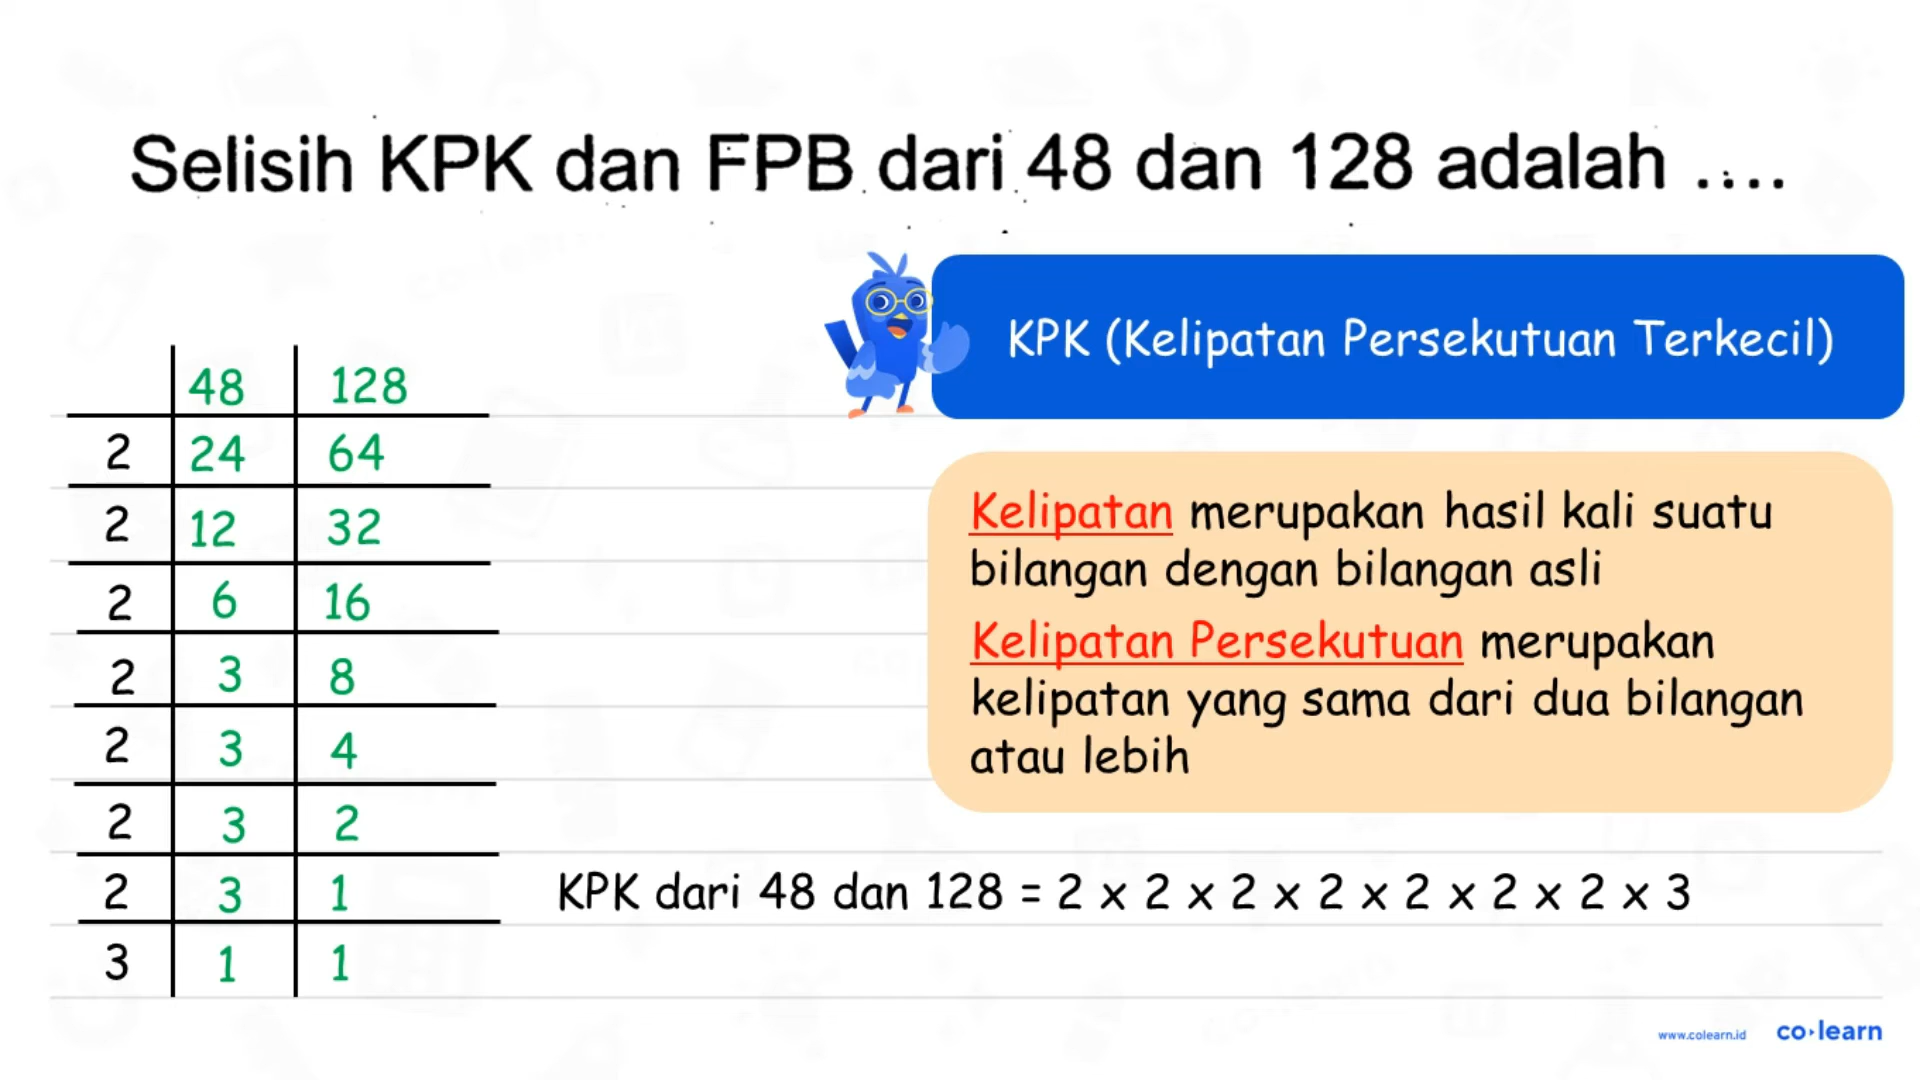 Selisih KPK dan FPB dari 48 dan 128 adalah ....
KPK (Kelipatan Persekutuan Terkecil)
48 128
2 24 64
2 12 32
2 6 16
2 3 8
2 3 4
2 3 2
2 3 1
3 1 1
Kelipatan merupakan hasil kali suatu
bilangan dengan bilangan asli
Kelipatan Persekutuan merupakan
kelipatan yang sama dari dua bilangan
atau lebih
KPK dari 48 dan 128 = 2 x 2 x 2 x 2 x 2 x 2 x 2 x 3
www.colearn.id co learn